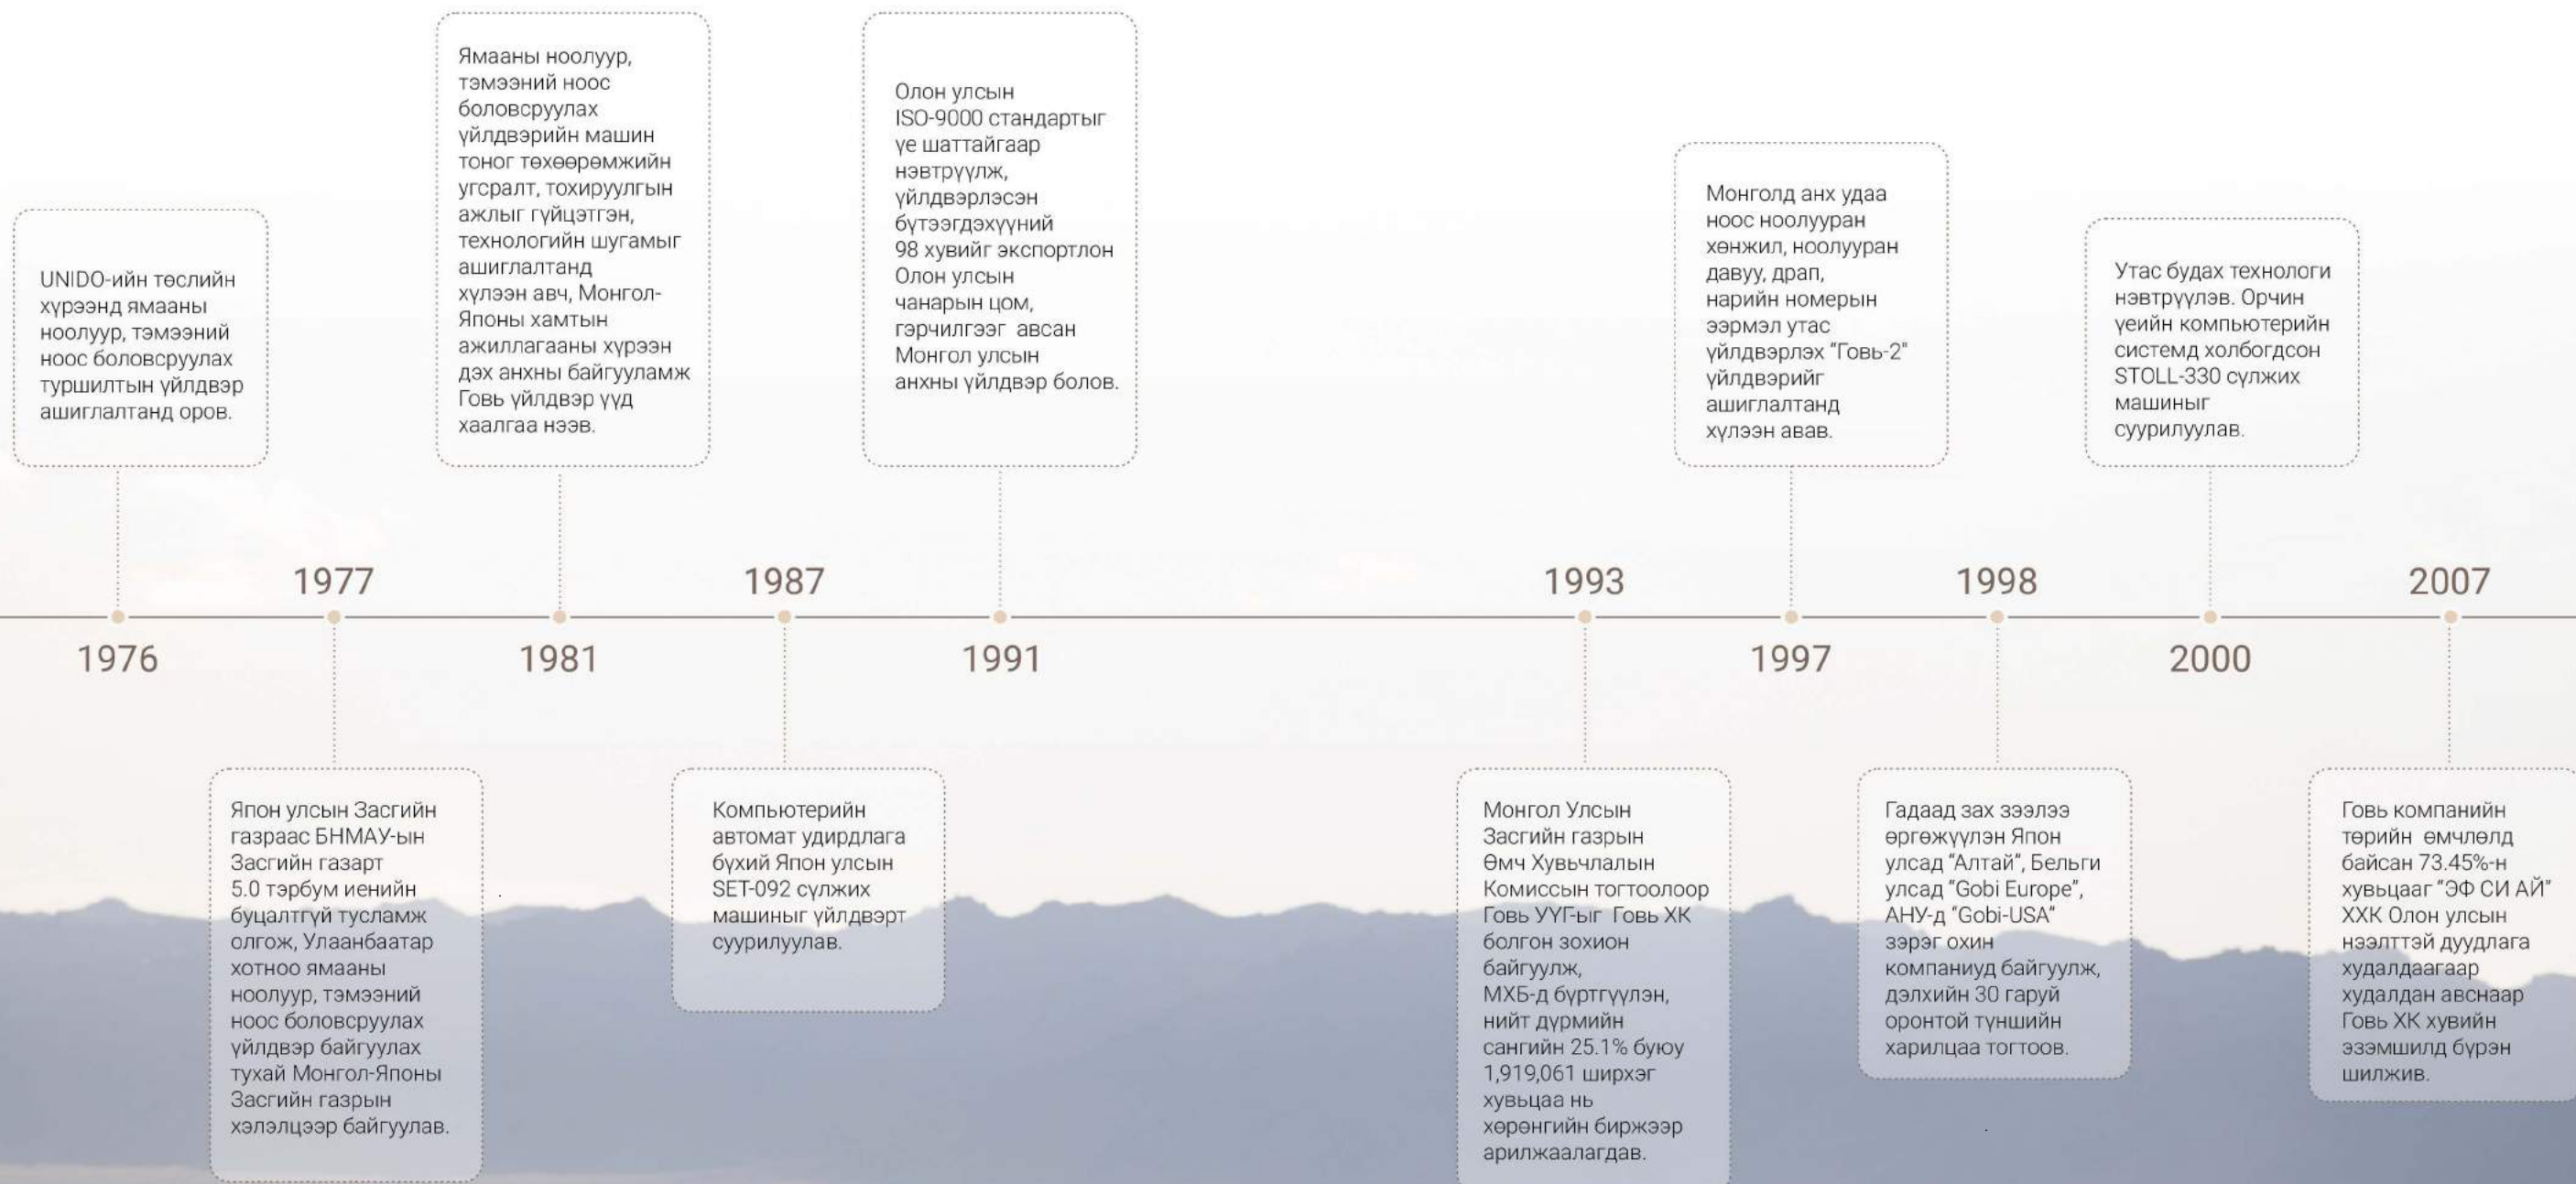 1976
UNIDO-ийн төслийн
хүрээнд ямааны
ноолуур, тэмээний
ноос боловсруулах
туршилтын үйлдвэр
ашиглалтанд оров.
1977
Япон улсын Засгийн
газраас БНМАУ-ын
Засгийн газарт
5.0 тэрбум иенийн
буцалтгүй тусламж
олгож, Улаанбаатар
хотноо ямааны
ноолуур, тэмээний
ноос боловсруулах
үйлдвэр байгуулах
тухай Монгол-Японы
Засгийн газрын
хэлэлцээр байгуулав.
1981
Ямааны ноолуур,
тэмээний ноос
боловсруулах
үйлдвэрийн машин
тоног төхөөрөмжийн
угсралт, тохируулгын
ажлыг гүйцэтгэн,
технологийн шугамыг
ашиглалтанд
хүлээн авч, Монгол-
Японы хамтын
ажиллагааны хүрээн
дэх анхны байгууламж
Говь үйлдвэр үүд
хаалгаа нээв.
1987
Компьютерийн
автомат удирдлага
бүхий Япон улсын
SET-092 сүлжих
машиныг үйлдвэрт
суурилуулав.
1991
Олон улсын
ISO-9000 стандартыг
үе шаттайгаар
нэвтрүүлж,
үйлдвэрлэсэн
бүтээгдэхүүний
98 хувийг экспортлон
Олон улсын
чанарын цом,
гэрчилгээг авсан
Монгол улсын
анхны үйлдвэр болов.
1993
Монгол Улсын
Засгийн газрын
Өмч Хувьчлалын
Комиссын тогтоолоор
Говь УҮГ-ыг Говь ХК
болгон зохион
байгуулж,
МХБ-д бүртгүүлэн,
нийт дүрмийн
сангийн 25.1% буюу
1,919,061 ширхэг
хувьцаа нь
хөрөнгийн биржээр
арилжаалагдав.
1997
Монголд анх удаа
ноос ноолууран
хөнжил, ноолууран
давуу, драп,
нарийн номерын
ээрмэл утас
үйлдвэрлэх "Говь-2"
үйлдвэрийг
ашиглалтанд
хүлээн авав.
1998
Гадаад зах зээлээ
өргөжүүлэн Япон
улсад "Алтай", Бельги
улсад "Gobi Europe",
АНУ-д "Gobi-USA"
зэрэг охин
компаниуд байгуулж,
дэлхийн 30 гаруй
оронтой түншийн
харилцаа тогтоов.
2000
Утас будах технологи
нэвтрүүлэв. Орчин
үеийн компьютерийн
системд холбогдсон
STOLL-330 сүлжих
машиныг
суурилуулав.
2007
Говь компанийн
төрийн өмчлөлд
байсан 73.45%-н
хувьцааг "ЭФ СИ АЙ"
ХХК Олон улсын
нээлттэй дуудлага
худалдаагаар
худалдан авснаар
Говь ХК хувийн
эзэмшилд бүрэн
шилжив.